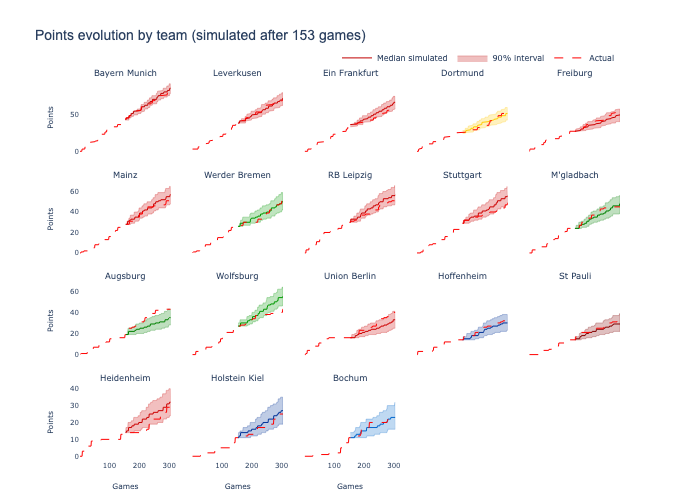 Points evolution by team (simulated after 153 games)
Median simulated 90% interval Actual
Bayern Munich Leverkusen Ein Frankfurt Dortmund Freiburg
50
0
Points
Mainz Werder Bremen RB Leipzig Stuttgart M'gladbach
60
40
20
0
Points
Augsburg Wolfsburg Union Berlin Hoffenheim St Pauli
60
40
20
0
Points
Heidenheim Holstein Kiel Bochum
40
30
20
10
0
Points
100 200 300 100 200 300 100 200 300
Games Games Games